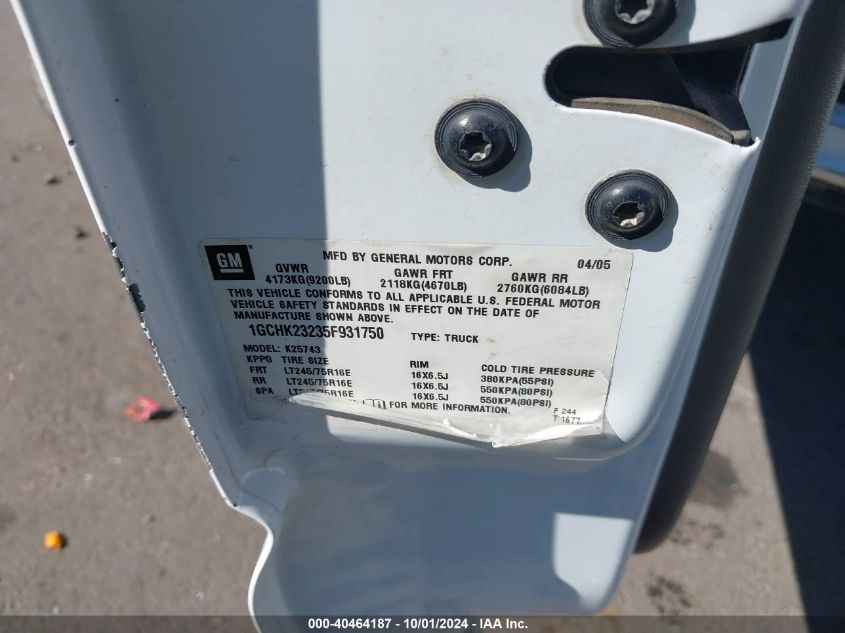 GM
MFD BY GENERAL MOTORS CORP. 04/05
GVWR GAWR FRT GAWR RR
4173KG(9200LB) 2118KG(4670LB) 2760KG(6084LB)
THIS VEHICLE CONFORMS TO ALL APPLICABLE U.S. FEDERAL MOTOR
VEHICLE SAFETY STANDARDS IN EFFECT ON THE DATE OF
MANUFACTURE SHOWN ABOVE.
1GCHK23235F931750 TYPE: TRUCK
MODEL: K25743
KPPG TIRE SIZE RIM COLD TIRE PRESSURE
FRT LT245/75R16E 16X6.5J 380KPA(55PSI)
RR LT245/75R16E 16X6.5J 550KPA(80PSI)
SPA 16X6.5J 550KPA(80PSI)
FOR MORE INFORMATION.
F 244
T 1677
000-40464187 - 10/01/2024 - IAA Inc.